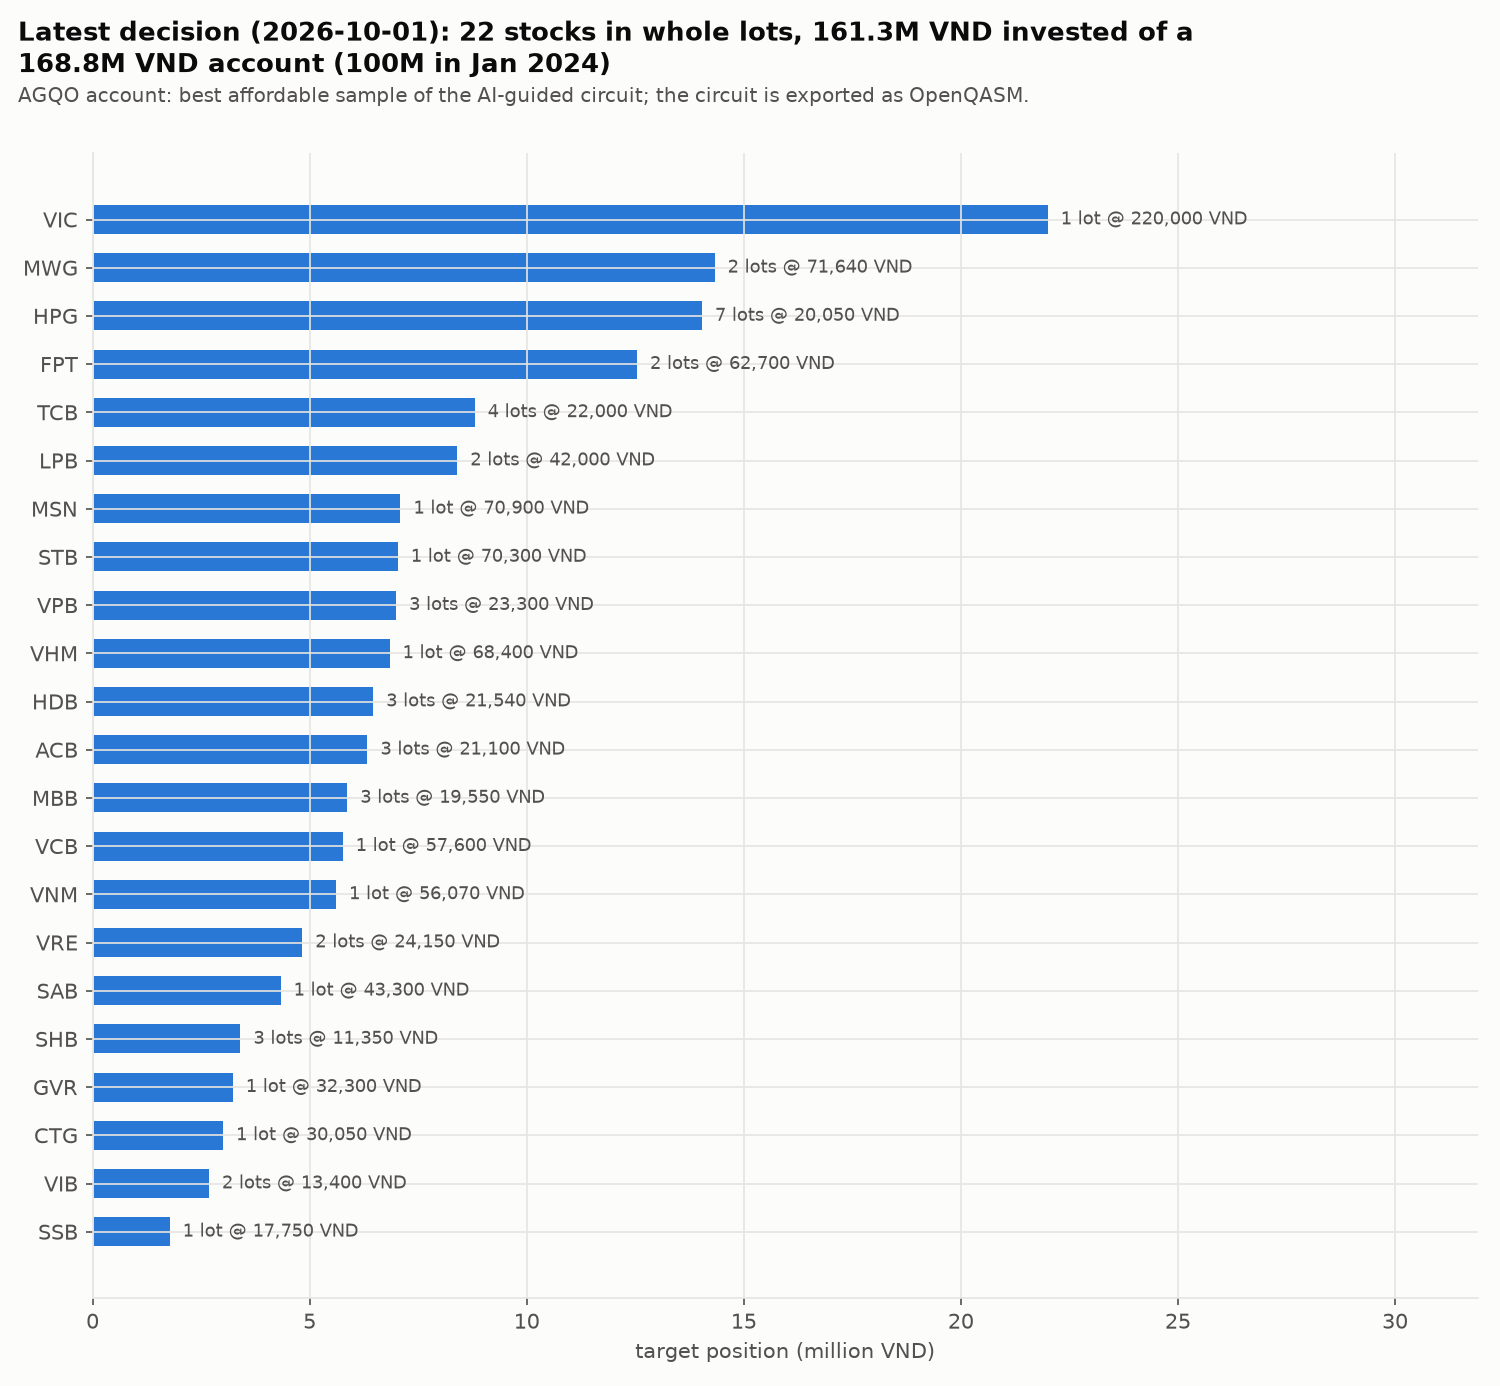 Latest decision (2026-10-01): 22 stocks in whole lots, 161.3M VND invested of a
168.8M VND account (100M in Jan 2024)
AGQO account: best affordable sample of the AI-guided circuit; the circuit is exported as OpenQASM.
VIC 1 lot @ 220,000 VND
MWG 2 lots @ 71,640 VND
HPG 7 lots @ 20,050 VND
FPT 2 lots @ 62,700 VND
TCB 4 lots @ 22,000 VND
LPB 2 lots @ 42,000 VND
MSN 1 lot @ 70,900 VND
STB 1 lot @ 70,300 VND
VPB 3 lots @ 23,300 VND
VHM 1 lot @ 68,400 VND
HDB 3 lots @ 21,540 VND
ACB 3 lots @ 21,100 VND
MBB 3 lots @ 19,550 VND
VCB 1 lot @ 57,600 VND
VNM 1 lot @ 56,070 VND
VRE 2 lots @ 24,150 VND
SAB 1 lot @ 43,300 VND
SHB 3 lots @ 11,350 VND
GVR 1 lot @ 32,300 VND
CTG 1 lot @ 30,050 VND
VIB 2 lots @ 13,400 VND
SSB 1 lot @ 17,750 VND
0 5 10 15 20 25 30
target position (million VND)